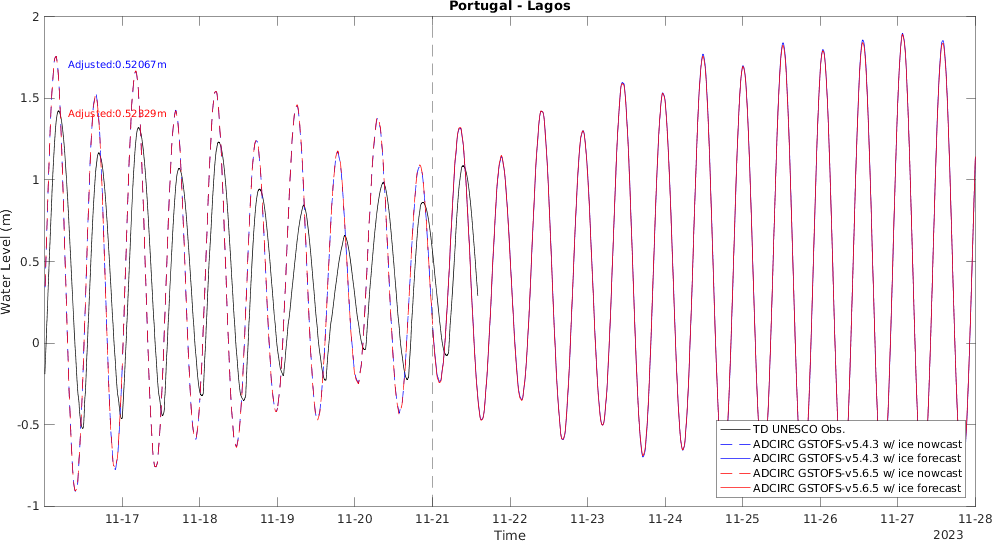 Portugal - Lagos
Adjusted:0.52067m
Adjusted:0.52829m
Water Level (m)
2
1.5
1
0.5
0
-0.5
-1
TD UNESCO Obs.
ADCIRC GSTOFS-v5.4.3 w/ ice nowcast
ADCIRC GSTOFS-v5.4.3 w/ ice forecast
ADCIRC GSTOFS-v5.6.5 w/ ice nowcast
ADCIRC GSTOFS-v5.6.5 w/ ice forecast
11-17 11-18 11-19 11-20 11-21 11-22 11-23 11-24 11-25 11-26 11-27 11-28
Time
2023